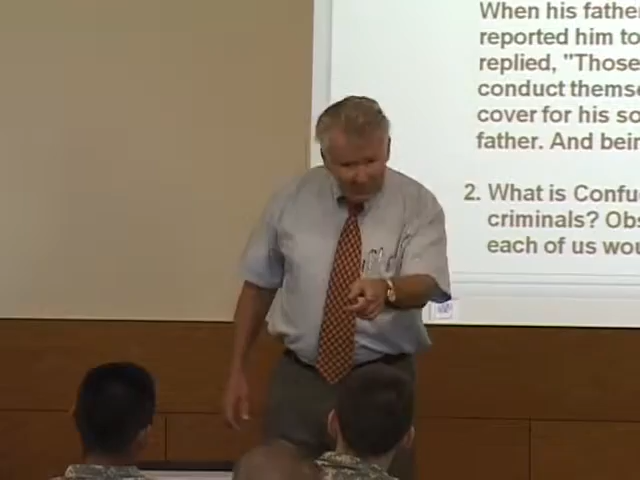 When his fathe
reported him to
replied, "Those
conduct themse
cover for his so
father. And bein
2. What is Confu
criminals? Obs
each of us wou